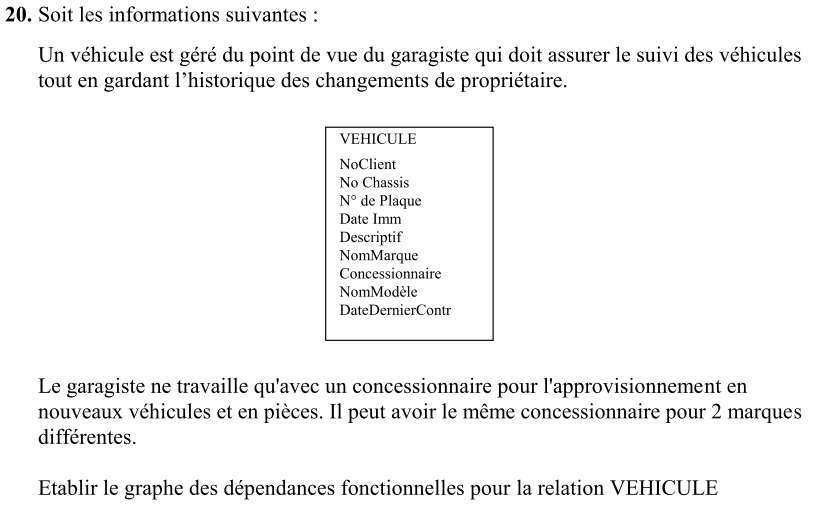 20. Soit les informations suivantes :
Un véhicule est géré du point de vue du garagiste qui doit assurer le suivi des véhicules
tout en gardant l’historique des changements de propriétaire.
VEHICULE
NoClient
No Chassis
N° de Plaque
Date Imm
Descriptif
NomMarque
Concessionnaire
NomModèle
DateDernierContr
Le garagiste ne travaille qu'avec un concessionnaire pour l'approvisionnement en
nouveaux véhicules et en pièces. Il peut avoir le même concessionnaire pour 2 marques
différentes.
Etablir le graphe des dépendances fonctionnelles pour la relation VEHICULE